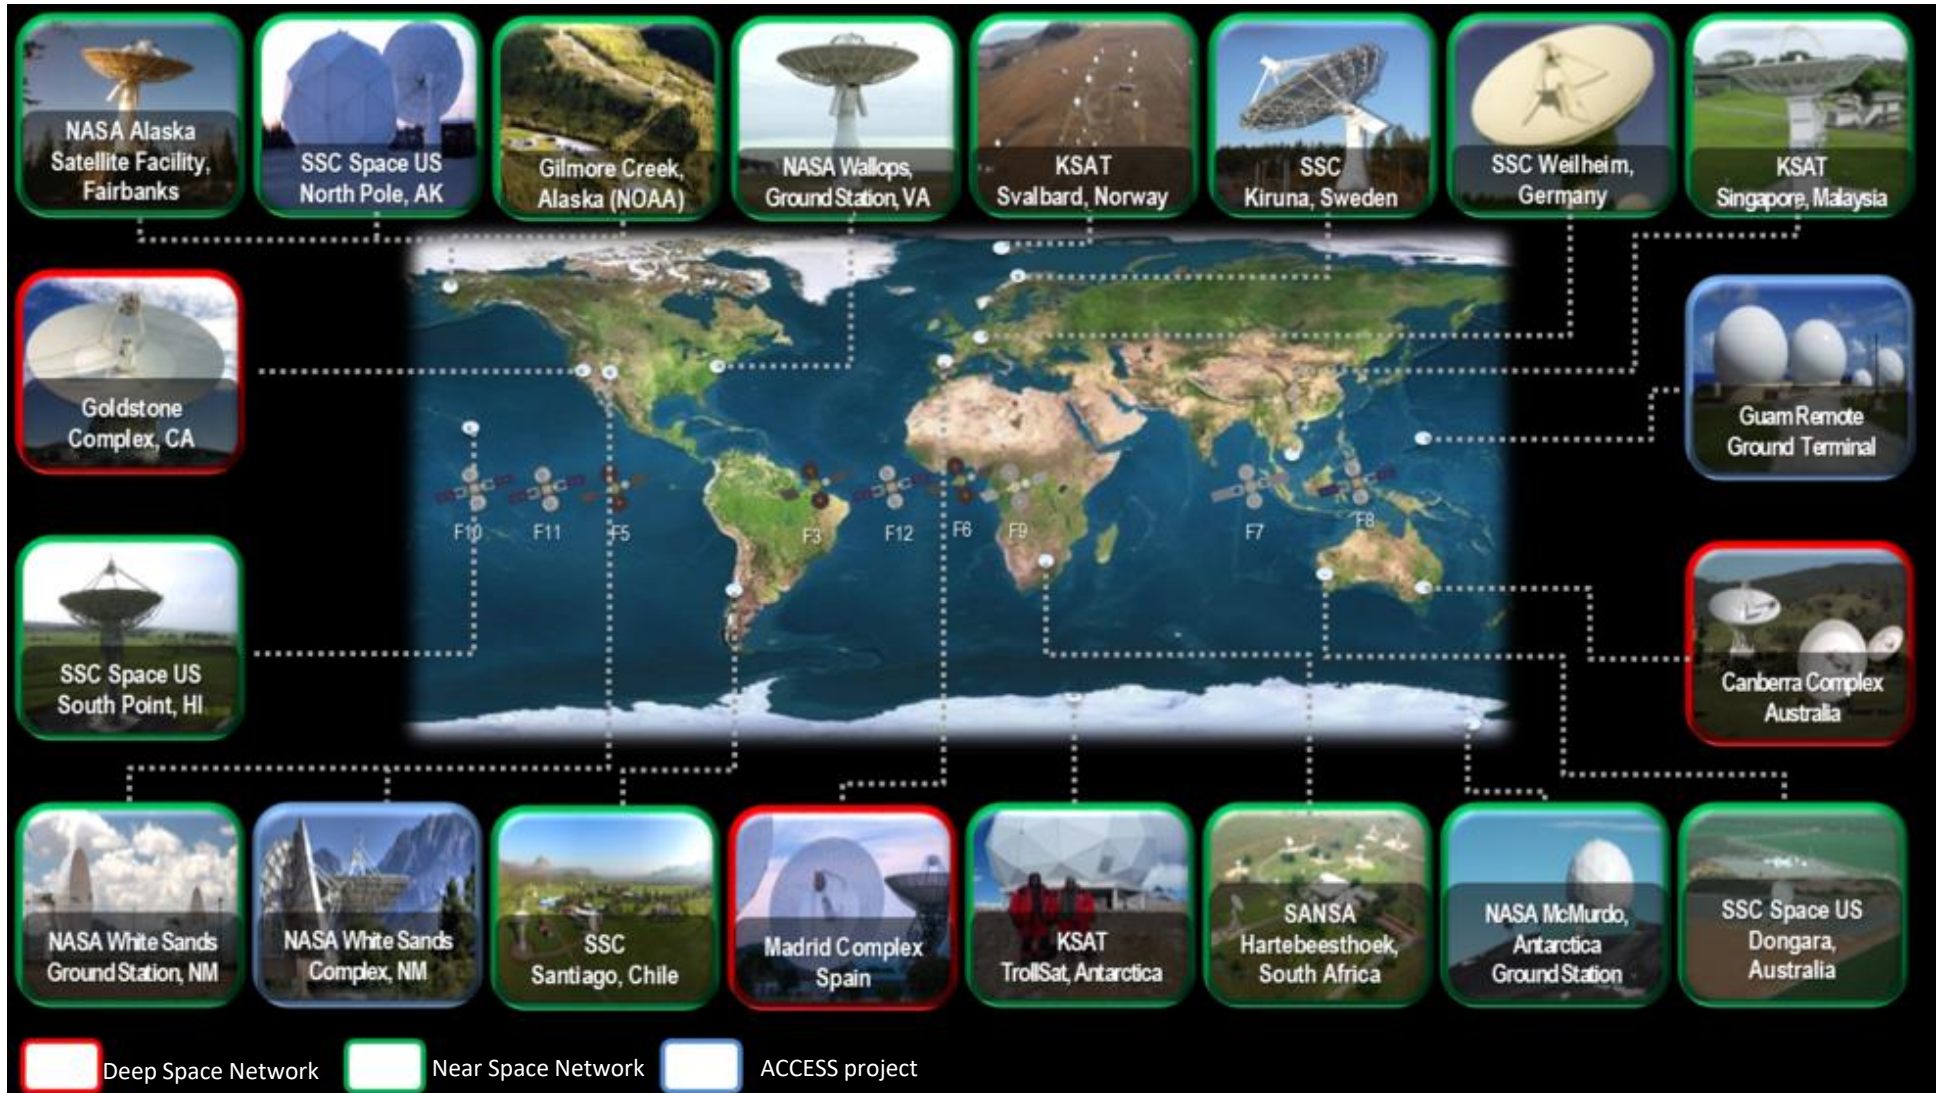 NASA Alaska
Satellite Facility,
Fairbanks
SSC Space US
North Pole, AK
Gilmore Creek,
Alaska (NOAA)
NASA Wallops,
Ground Station, VA
KSAT
Svalbard, Norway
SSC
Kiruna, Sweden
SSC Weilheim,
Germany
KSAT
Singapore, Malaysia
Goldstone
Complex, CA
Guam Remote
Ground Terminal
F10
F11
F5
F3
F12
F6
F9
F7
F8
SSC Space US
South Point, HI
Canberra Complex
Australia
NASA White Sands
Ground Station, NM
NASA White Sands
Complex, NM
SSC
Santiago, Chile
Madrid Complex
Spain
KSAT
TrollSat, Antarctica
SANSA
Hartebeesthoek,
South Africa
NASA McMurdo,
Antarctica
Ground Station
SSC Space US
Dongara,
Australia
Deep Space Network
Near Space Network
ACCESS project